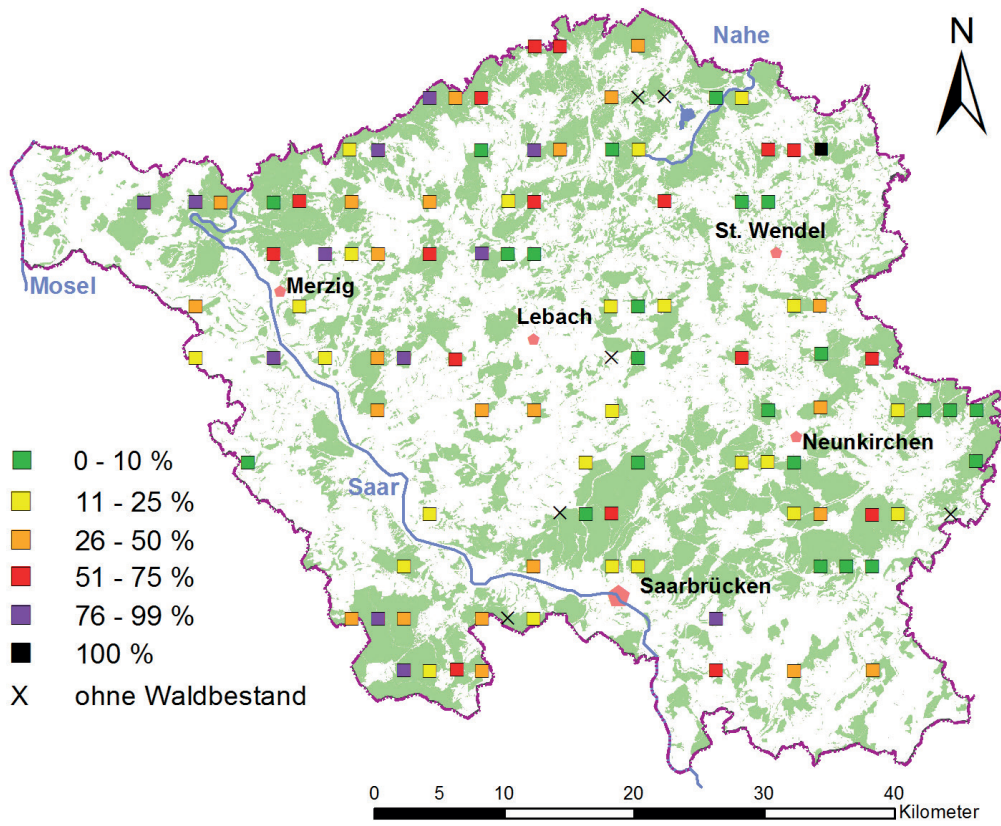 Nahe
N
St. Wendel
Mosel
Merzig
Lebach
Neunkirchen
Saar
Saarbrücken
0 - 10 %
11 - 25 %
26 - 50 %
51 - 75 %
76 - 99 %
100 %
X ohne Waldbestand
0 5 10 20 30 40
Kilometer